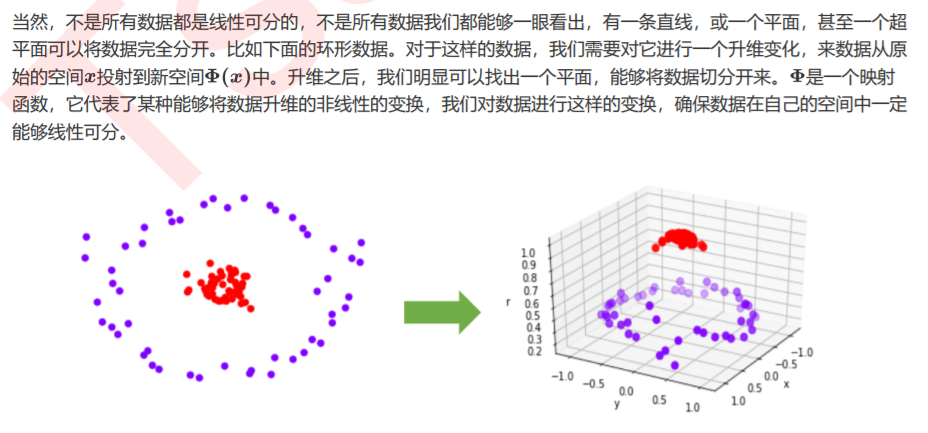 当然，不是所有数据都是线性可分的，不是所有数据我们都能够一眼看出，有一条直线，或一个平面，甚至一个超
平面可以将数据完全分开。比如下面的环形数据。对于这样的数据，我们需要对它进行一个升维变化，来数据从原
始的空间x投射到新空间Φ(x)中。升维之后，我们明显可以找出一个平面，能够将数据切分开来。Φ是一个映射
函数，它代表了某种能够将数据升维的非线性的变换，我们对数据进行这样的变换，确保数据在自己的空间中一定
能够线性可分。
1.0
0.9
0.8
0.7
r 0.6
0.5
0.4
0.3
0.2
-1.0 -0.5 0.0 0.5 1.0
y
-1.0
-0.5
0.0 x
0.5
1.0